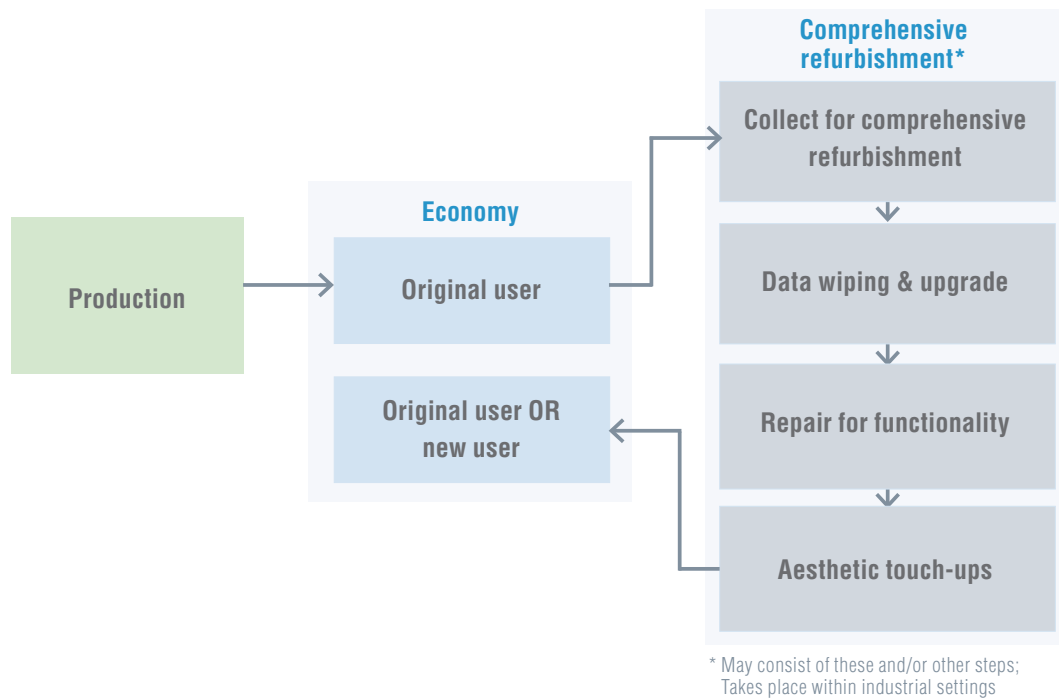 Comprehensive
refurbishment*
Collect for comprehensive
refurbishment
Economy
Production
Original user
Data wiping & upgrade
Original user OR
new user
Repair for functionality
Aesthetic touch-ups
* May consist of these and/or other steps;
Takes place within industrial settings